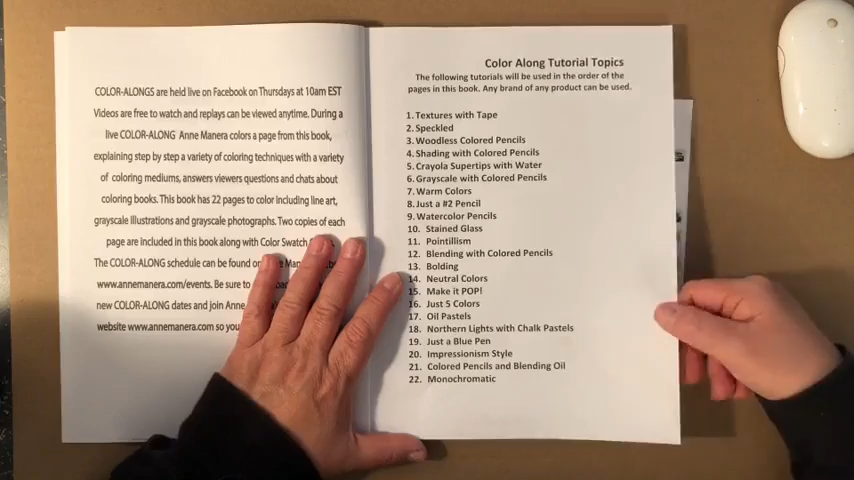 COLOR-ALONGS are held live on Facebook on Thursdays at 10am EST
Videos are free to watch and replays can be viewed anytime. During a
live COLOR-ALONG Anne Manera colors a page from this book,
explaining step by step a variety of coloring techniques with a variety
of coloring mediums, answers viewers questions and chats about
coloring books. This book has 22 pages to color including line art,
grayscale illustrations and grayscale photographs. Two copies of each
page are included in this book along with Color Swatch
The COLOR-ALONG schedule can be found on
www.annemanera.com/events. Be sure to
new COLOR-ALONG dates and join Anne
website www.annemanera.com so you
Color Along Tutorial Topics
The following tutorials will be used in the order of the
pages in this book. Any brand of any product can be used.
1. Textures with Tape
2. Speckled
3. Woodless Colored Pencils
4. Shading with Colored Pencils
5. Crayola Supertips with Water
6. Grayscale with Colored Pencils
7. Warm Colors
8. Just a #2 Pencil
9. Watercolor Pencils
10. Stained Glass
11. Pointillism
12. Blending with Colored Pencils
13. Bolding
14. Neutral Colors
15. Make it POP!
16. Just 5 Colors
17. Oil Pastels
18. Northern Lights with Chalk Pastels
19. Just a Blue Pen
20. Impressionism Style
21. Colored Pencils and Blending Oil
22. Monochromatic